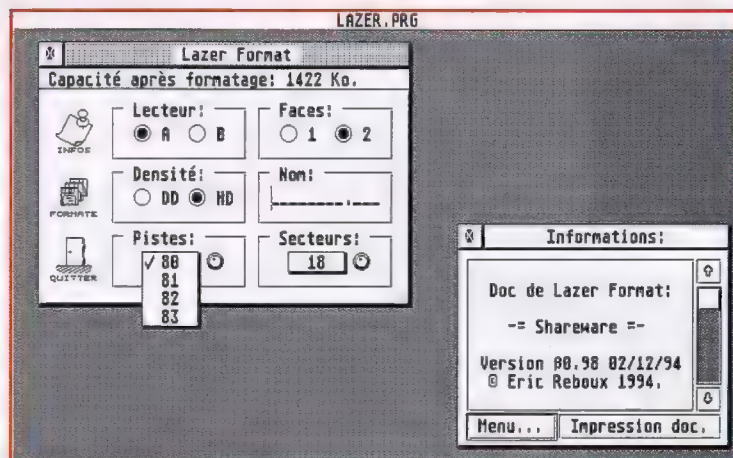 LAZER.PRG
Lazer Format
Capacité après formatage: 1422 Ko.
INFOS
Lecteur:
A B
Faces:
1 2
FORMATE
Densité:
DD HD
Nom:
QUITTER
Pistes:
✓ 80
81
82
83
Secteurs:
18
Informations:
Doc de Lazer Format:
-= Shareware =-
Version β0.98 02/12/94
© Eric Reboux 1994.
Menu...
Impression doc.